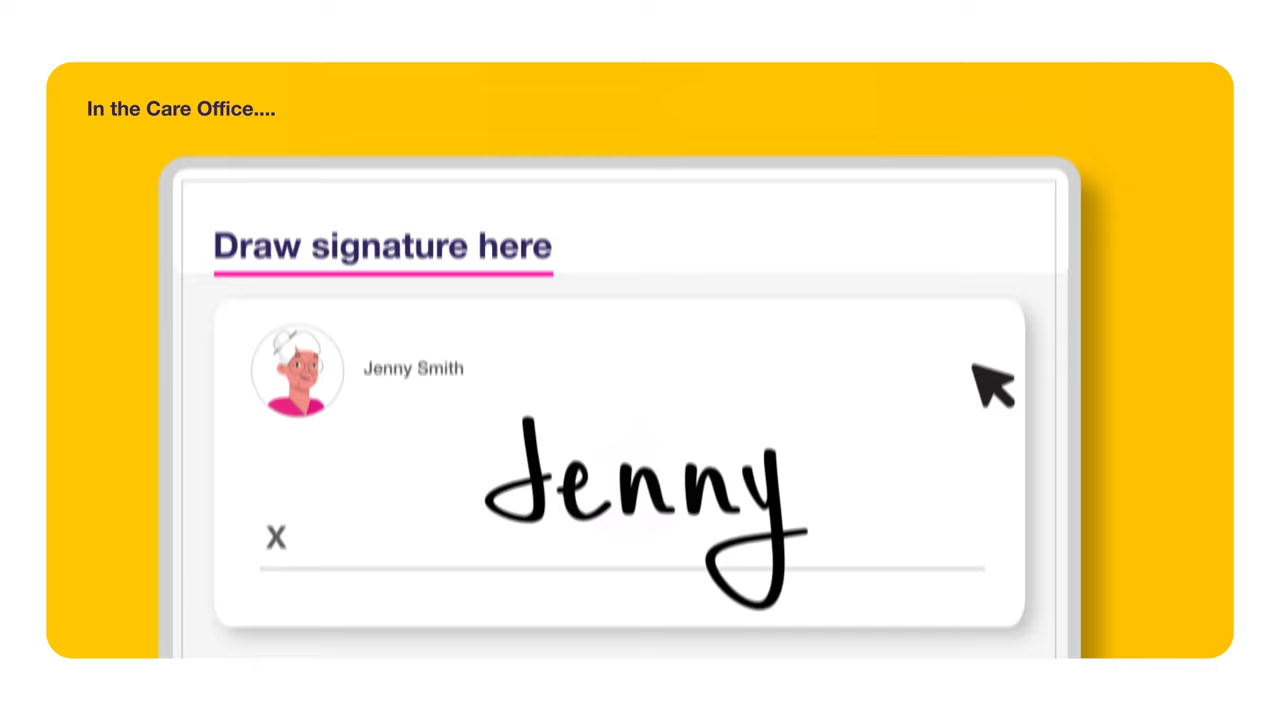 In the Care Office....
Draw signature here
Jenny Smith
Jenny
X